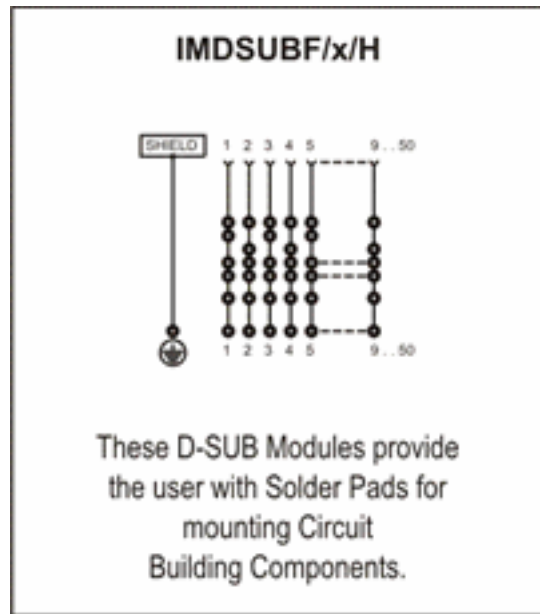 IMDSUBF/x/H
SHIELD 1 2 3 4 5 9 . . 50
1 2 3 4 5 9 . . 50
These D-SUB Modules provide
the user with Solder Pads for
mounting Circuit
Building Components.